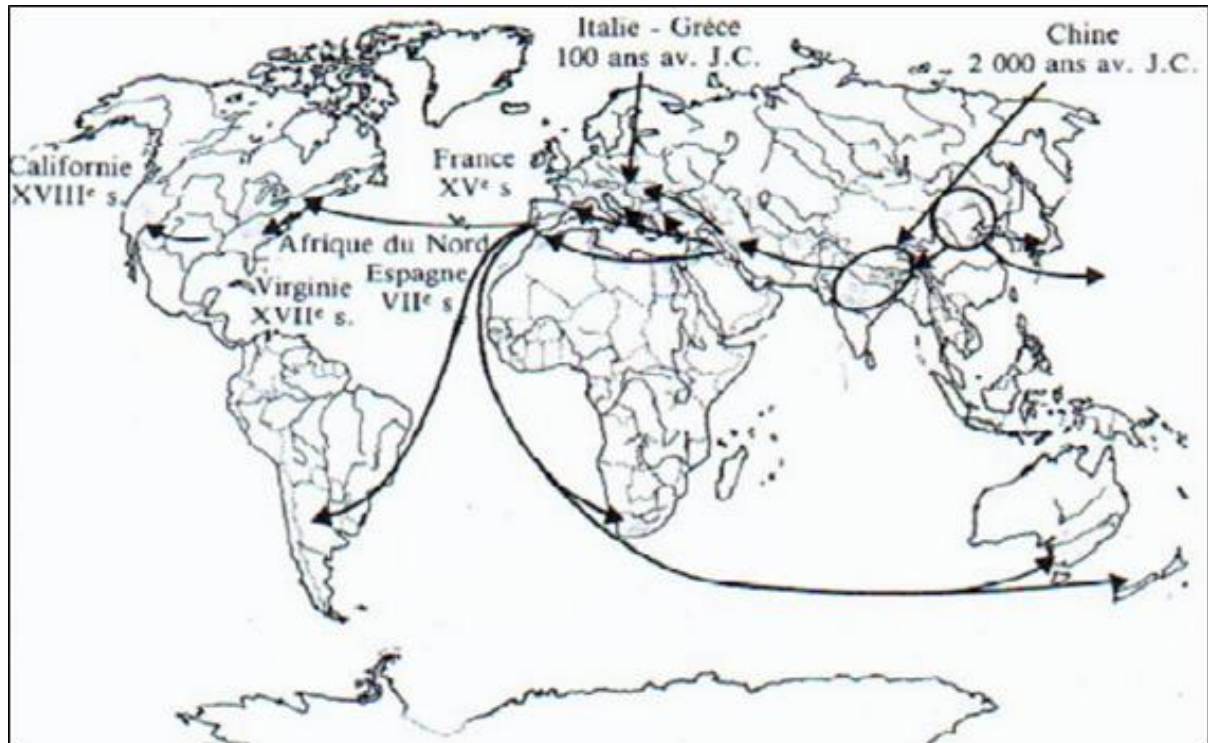 Italie - Grèce
100 ans av. J.C.
Chine
2 000 ans av. J.C.
Californie
XVIIIe s.
France
XVe s
Afrique du Nord
Espagne
VIIe s
Virginie
XVIIe s.